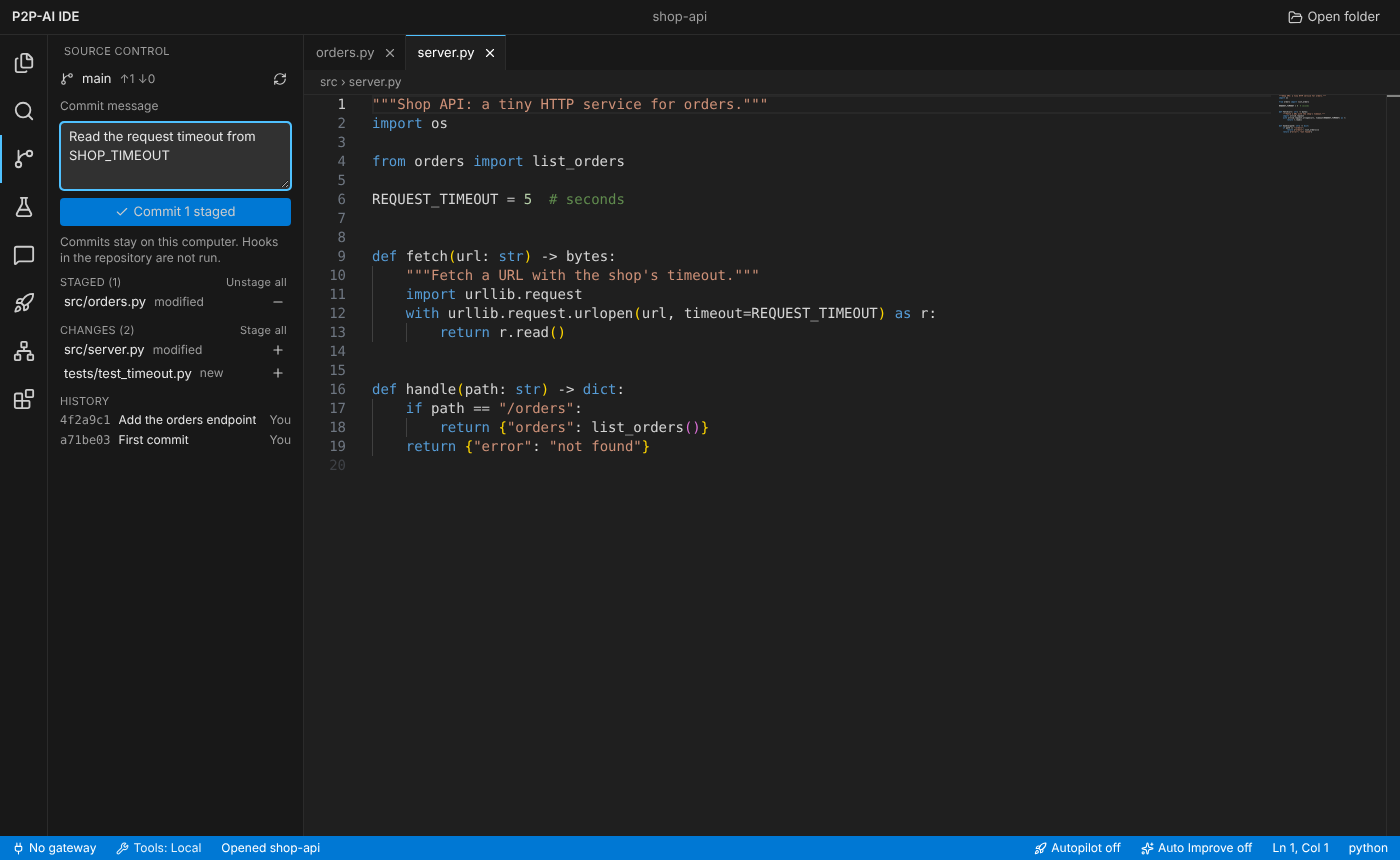 P2P-AI IDE
shop-api
Open folder
SOURCE CONTROL
main ↑1 ↓0
Commit message
Read the request timeout from
SHOP_TIMEOUT
Commit 1 staged
Commits stay on this computer. Hooks
in the repository are not run.
STAGED (1) Unstage all
src/orders.py modified −
CHANGES (2) Stage all
src/server.py modified +
tests/test_timeout.py new +
HISTORY
4f2a9c1 Add the orders endpoint You
a71be03 First commit You
orders.py × server.py ×
src › server.py
1 """Shop API: a tiny HTTP service for orders."""
2 import os
3
4 from orders import list_orders
5
6 REQUEST_TIMEOUT = 5  # seconds
7
8
9 def fetch(url: str) -> bytes:
10     """Fetch a URL with the shop's timeout."""
11     import urllib.request
12     with urllib.request.urlopen(url, timeout=REQUEST_TIMEOUT) as r:
13         return r.read()
14
15
16 def handle(path: str) -> dict:
17     if path == "/orders":
18         return {"orders": list_orders()}
19     return {"error": "not found"}
20
No gateway
Tools: Local
Opened shop-api
Autopilot off
Auto Improve off
Ln 1, Col 1
python